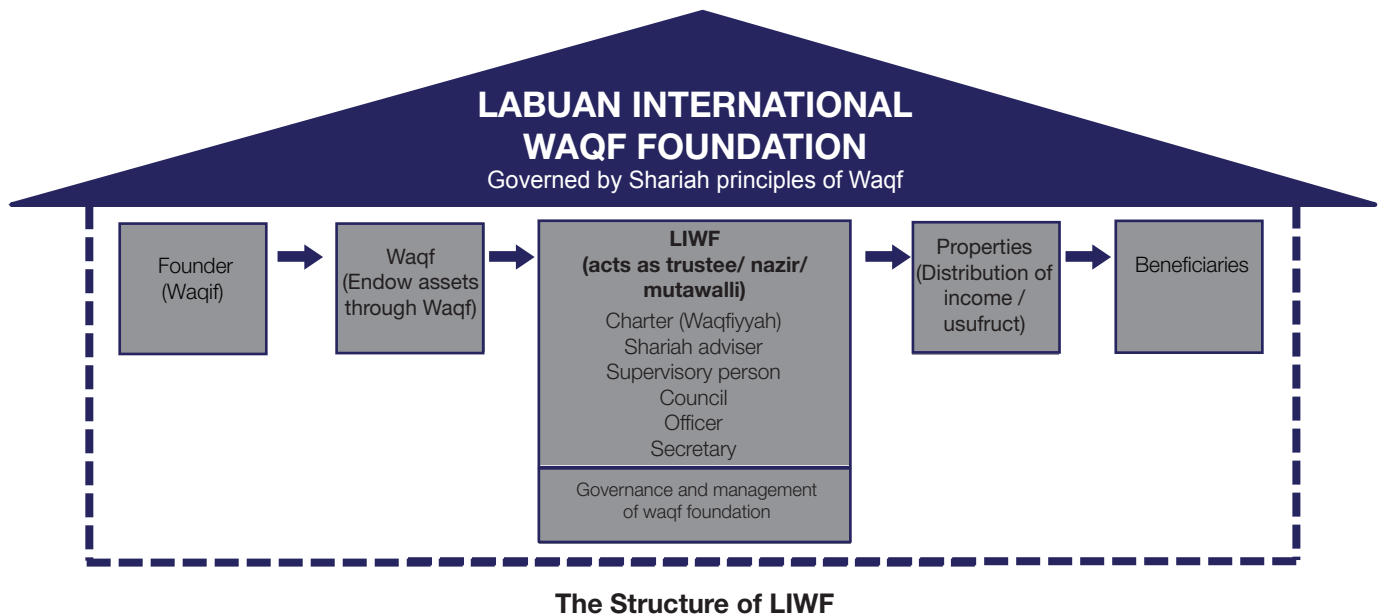 LABUAN INTERNATIONAL
WAQF FOUNDATION
Governed by Shariah principles of Waqf
Founder
(Waqif)
Waqf
(Endow assets
through Waqf)
LIWF
(acts as trustee/ nazir/
mutawalli)
Charter (Waqfiyyah)
Shariah adviser
Supervisory person
Council
Officer
Secretary
Governance and management
of waqf foundation
Properties
(Distribution of
income /
usufruct)
Beneficiaries
The Structure of LIWF